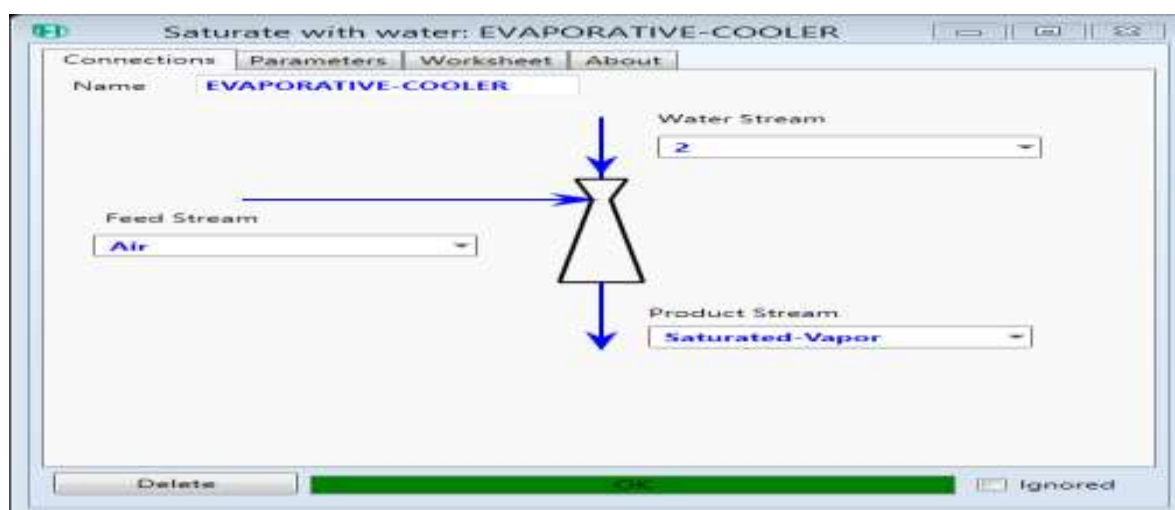 Saturate with water: EVAPORATIVE-COOLER
Connections Parameters Worksheet About
Name EVAPORATIVE-COOLER
Water Stream
2
Feed Stream
Air
Product Stream
Saturated-Vapor
Delete OK Ignored